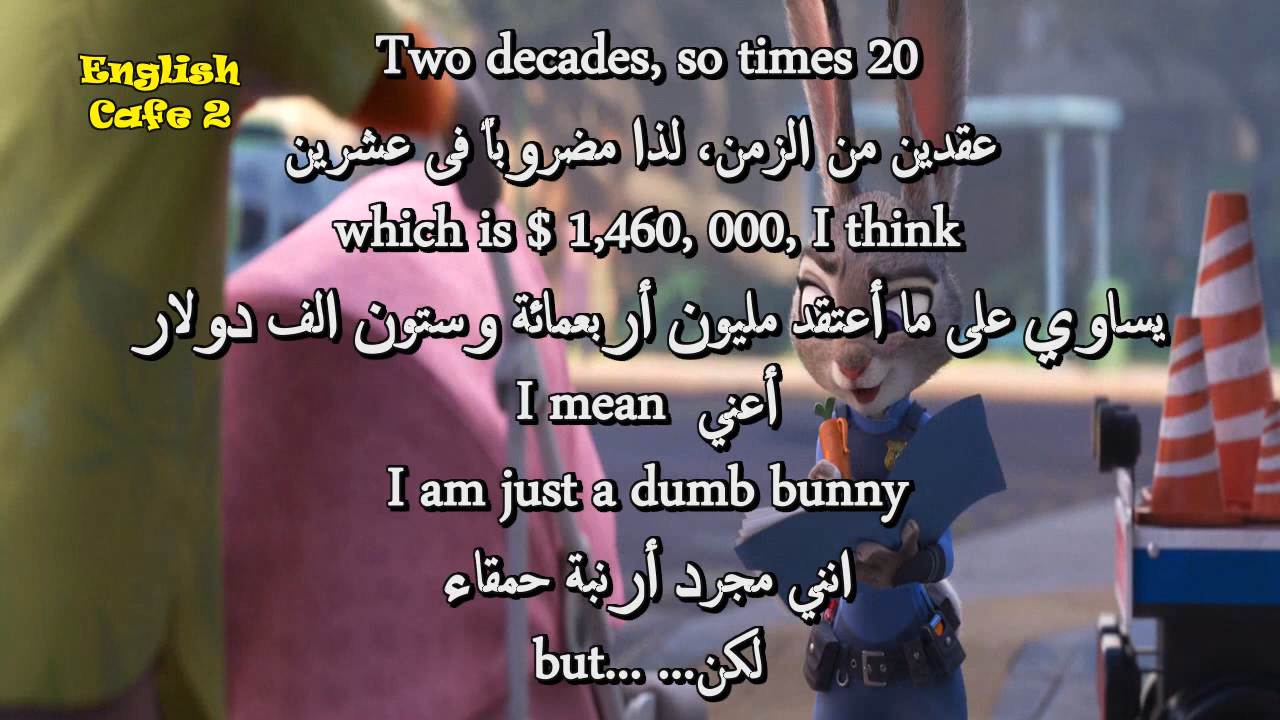 English
Cafe 2
Two decades, so times 20
عقدين من الزمن، لذا مضروباً فى عشرين
which is $ 1,460, 000, I think
يساوي على ما أعتقد مليون أربعمائة وستون الف دولار
I mean أعني
I am just a dumb bunny
انني مجرد أرنبة حمقاء
but... ...لكن